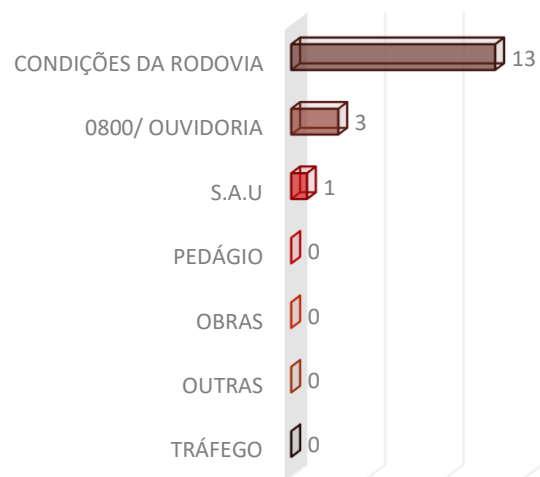 CONDIÇÕES DA RODOVIA 13
0800/ OUVIDORIA 3
S.A.U 1
PEDÁGIO 0
OBRAS 0
OUTRAS 0
TRÁFEGO 0